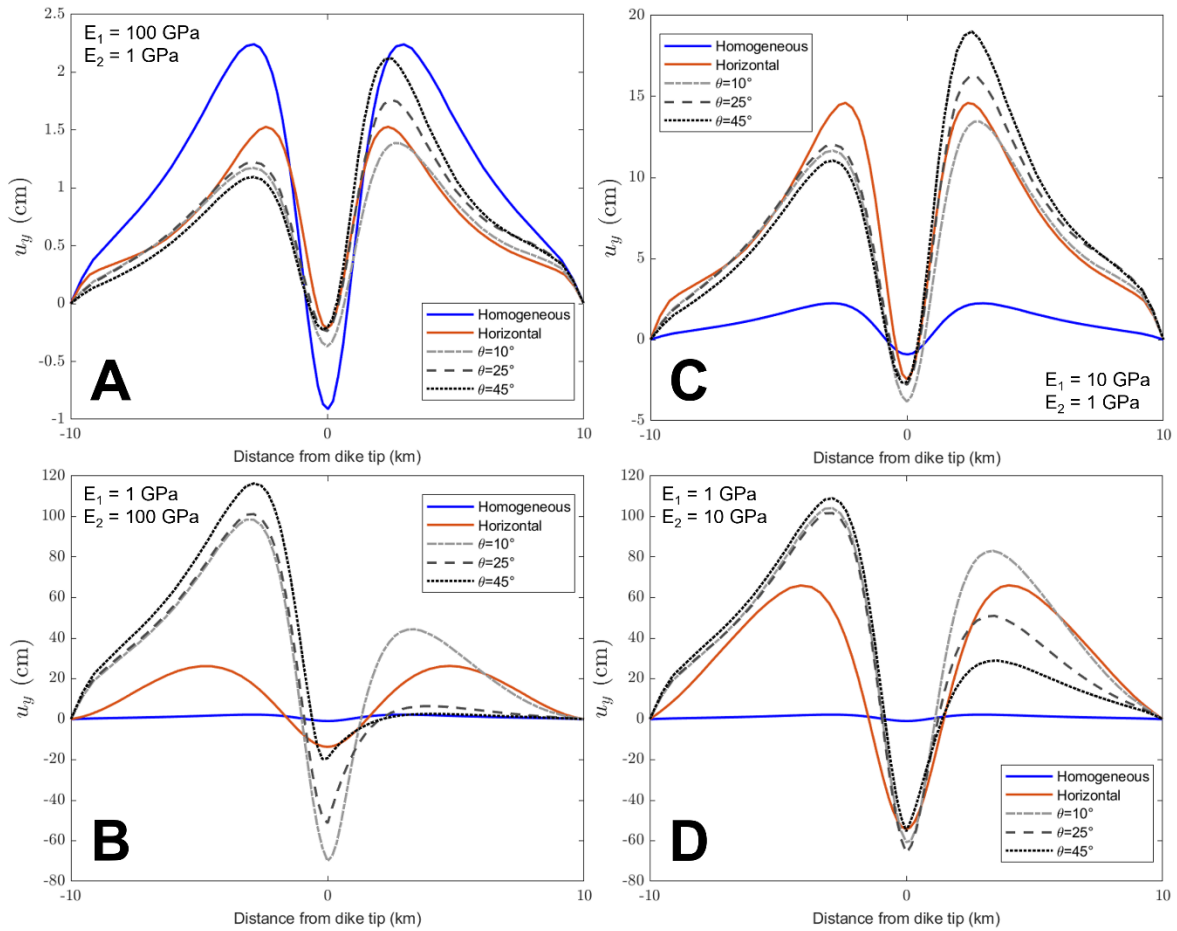 E₁ = 100 GPa
E₂ = 1 GPa
2.5
2
1.5
1
0.5
0
-0.5
-1
u_y (cm)
Homogeneous
Horizontal
θ=10°
θ=25°
θ=45°
A
-10
0
10
Distance from dike tip (km)
20
15
10
5
0
-5
u_y (cm)
Homogeneous
Horizontal
θ=10°
θ=25°
θ=45°
C
E₁ = 10 GPa
E₂ = 1 GPa
-10
0
10
Distance from dike tip (km)
E₁ = 1 GPa
E₂ = 100 GPa
120
100
80
60
40
20
0
-20
-40
-60
-80
u_y (cm)
Homogeneous
Horizontal
θ=10°
θ=25°
θ=45°
B
-10
0
10
Distance from dike tip (km)
E₁ = 1 GPa
E₂ = 10 GPa
120
100
80
60
40
20
0
-20
-40
-60
-80
u_y (cm)
Homogeneous
Horizontal
θ=10°
θ=25°
θ=45°
D
-10
0
10
Distance from dike tip (km)